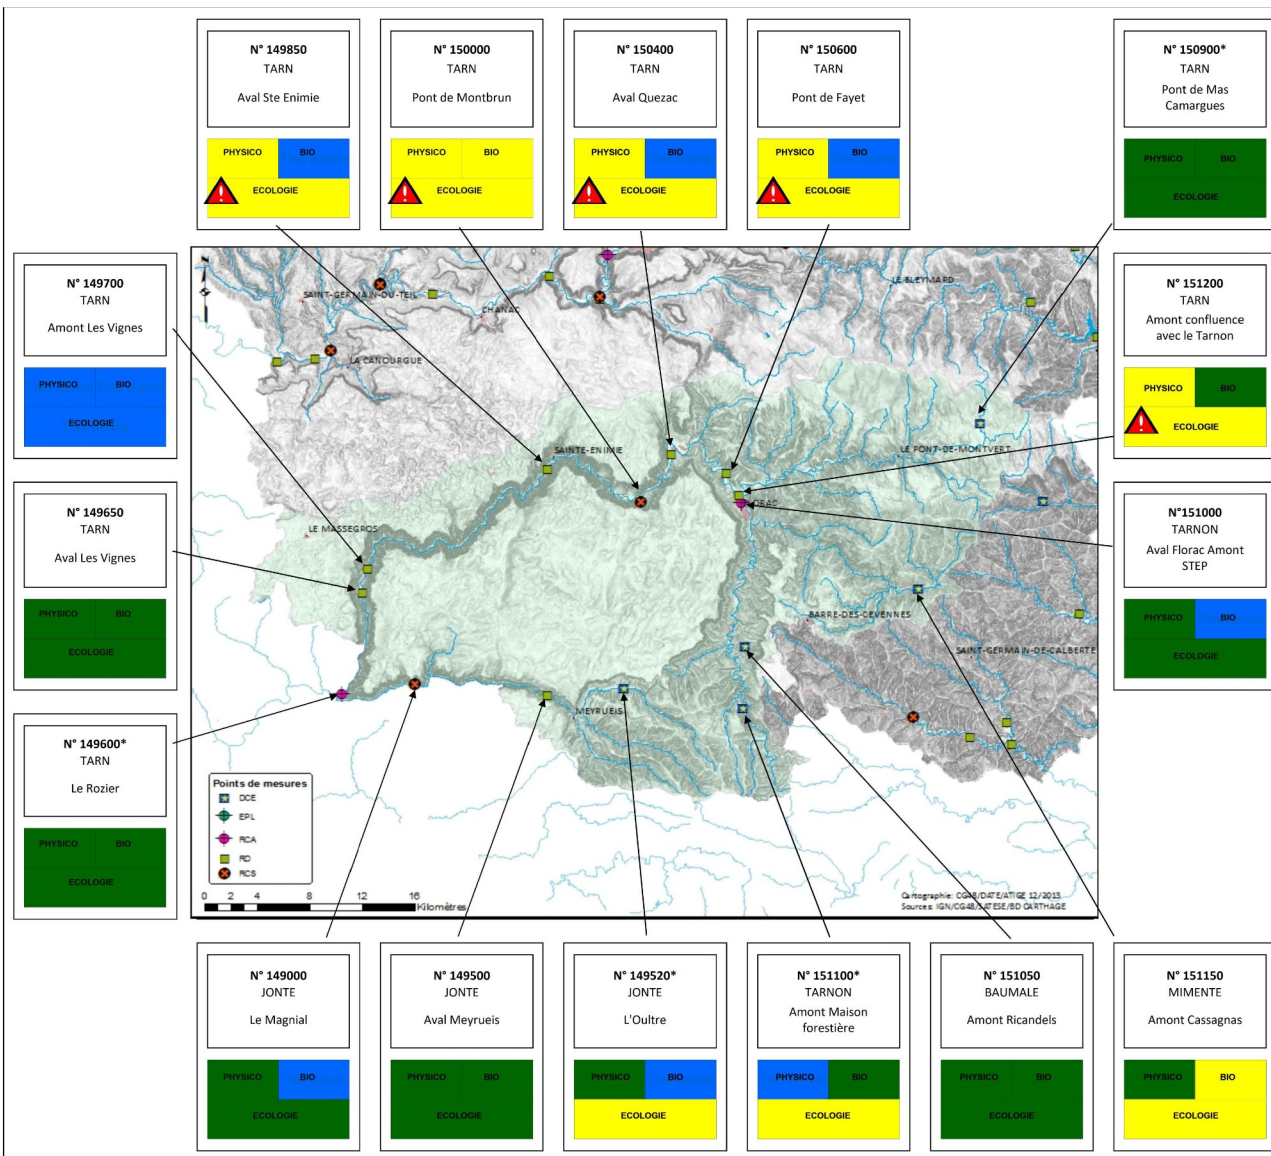 N° 149850
TARN
Aval Ste Enimie
PHYSICO BIO
ECOLOGIE
N° 150000
TARN
Pont de Montbrun
PHYSICO BIO
ECOLOGIE
N° 150400
TARN
Aval Quezac
PHYSICO BIO
ECOLOGIE
N° 150600
TARN
Pont de Fayet
PHYSICO BIO
ECOLOGIE
N° 150900*
TARN
Pont de Mas
Camargues
PHYSICO BIO
ECOLOGIE
N° 149700
TARN
Amont Les Vignes
PHYSICO BIO
ECOLOGIE
N° 149650
TARN
Aval Les Vignes
PHYSICO BIO
ECOLOGIE
N° 149600*
TARN
Le Rozier
PHYSICO BIO
ECOLOGIE
SAINT-GERMAIN-DU-TEIL
CHANAC
LE BLEYMARD
LA CANOURGUE
SAINTE-ENIMIE
LE PONT-DE-MONTVERT
LE MASSEGROS
BARRE-DES-CEVENNES
SAINT-GERMAIN-DE-CALBERTE
MEYRUEIS
N
Points de mesures
DCE
EPL
RCA
RD
RCS
0 2 4 8 12 16
Kilomètres
Cartographie: CG48/DATE/ATIGE 12/2013
Sources: IGN/CG48/SATESE/BD CARTHAGE
N° 151200
TARN
Amont confluence
avec le Tarnon
PHYSICO BIO
ECOLOGIE
N°151000
TARNON
Aval Florac Amont
STEP
PHYSICO BIO
ECOLOGIE
N° 149000
JONTE
Le Magnial
PHYSICO BIO
ECOLOGIE
N° 149500
JONTE
Aval Meyrueis
PHYSICO BIO
ECOLOGIE
N° 149520*
JONTE
L'Oultre
PHYSICO BIO
ECOLOGIE
N° 151100*
TARNON
Amont Maison
forestière
PHYSICO BIO
ECOLOGIE
N° 151050
BAUMALE
Amont Ricandels
PHYSICO BIO
ECOLOGIE
N° 151150
MIMENTE
Amont Cassagnas
PHYSICO BIO
ECOLOGIE